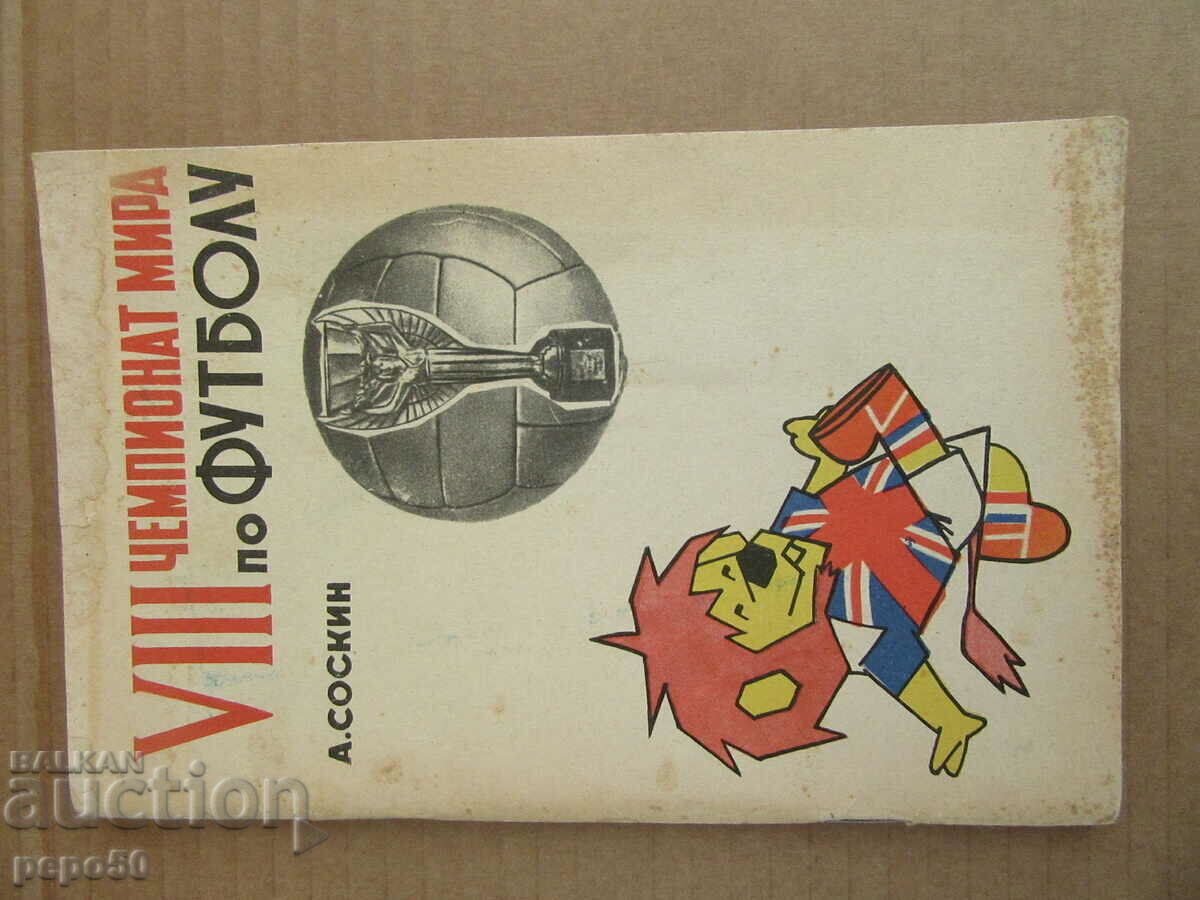 VIII ЧЕМПИОНАТ МИРА
по ФУТБОЛУ
А.СОСКИН
BALKAN
auction
pepo50